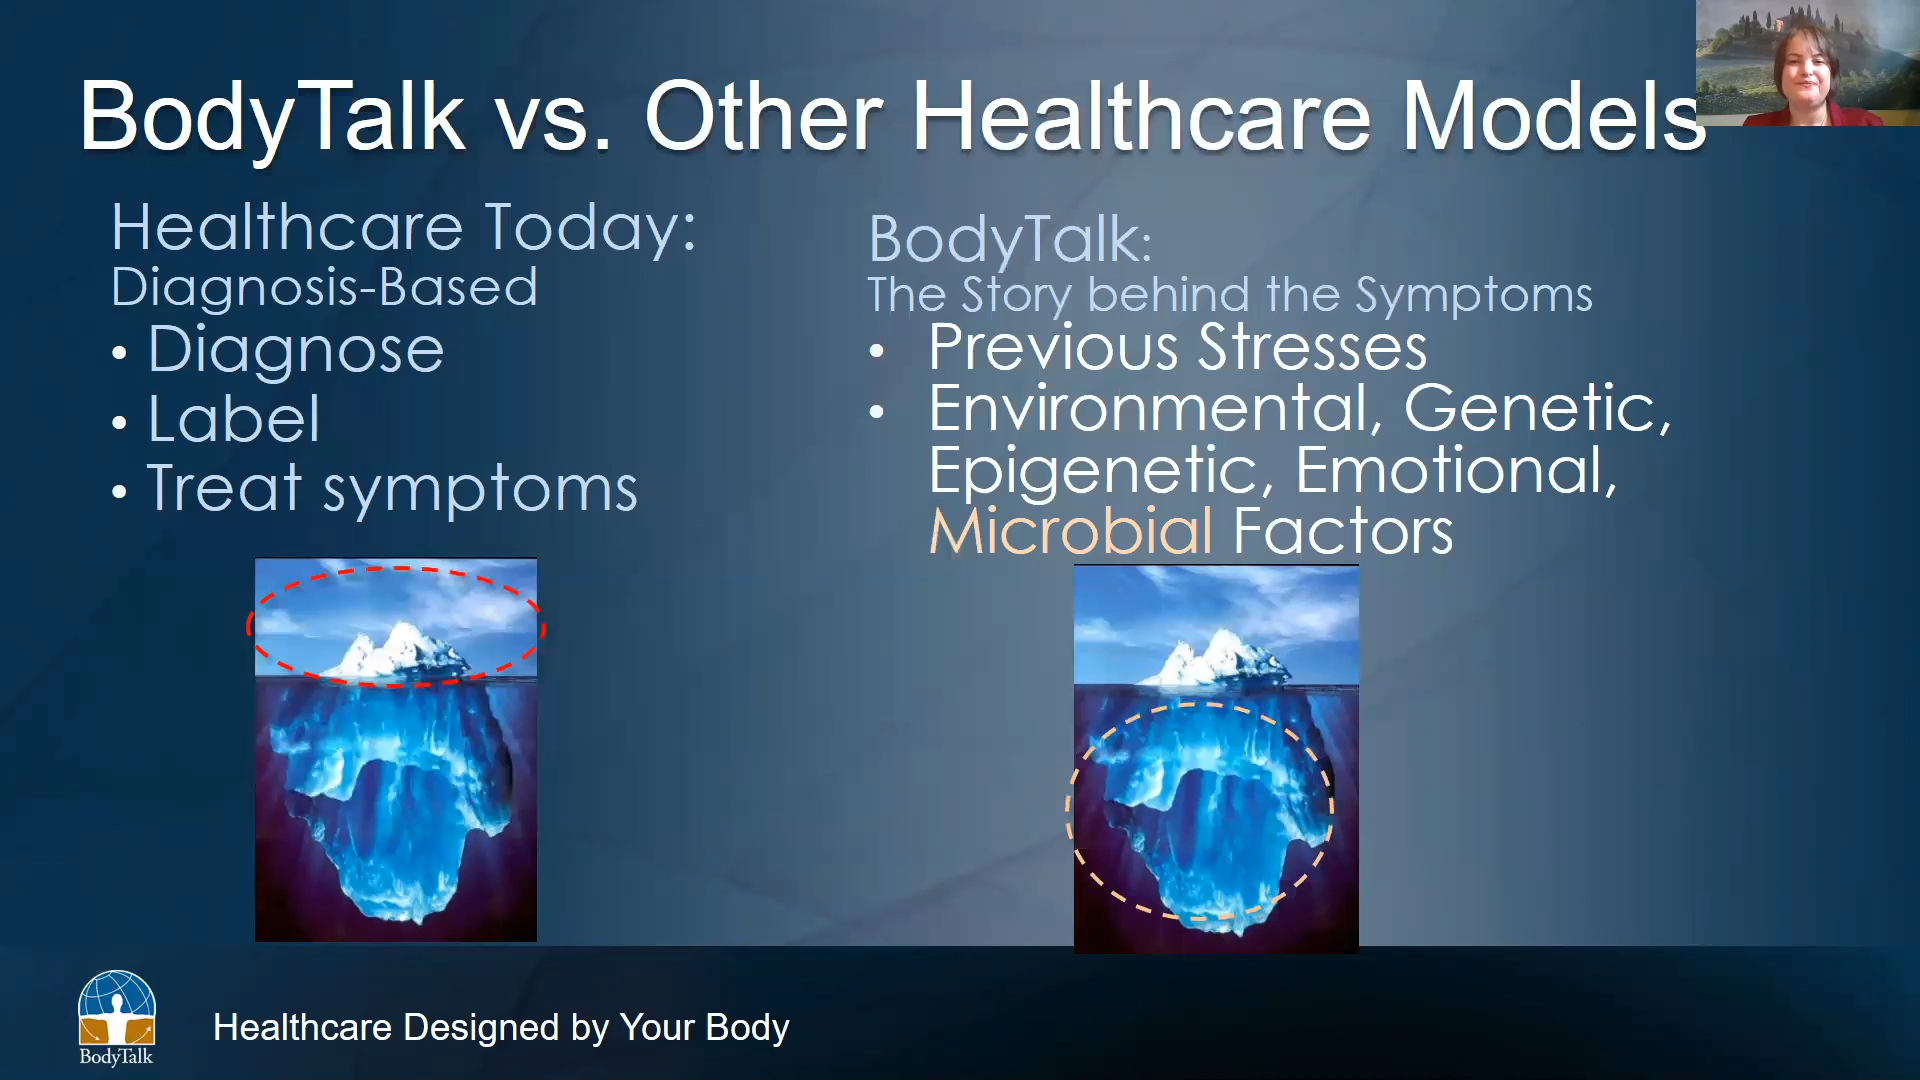 BodyTalk vs. Other Healthcare Models
Healthcare Today:
Diagnosis-Based
• Diagnose
• Label
• Treat symptoms
BodyTalk:
The Story behind the Symptoms
• Previous Stresses
• Environmental, Genetic,
Epigenetic, Emotional,
Microbial Factors
BodyTalk
Healthcare Designed by Your Body